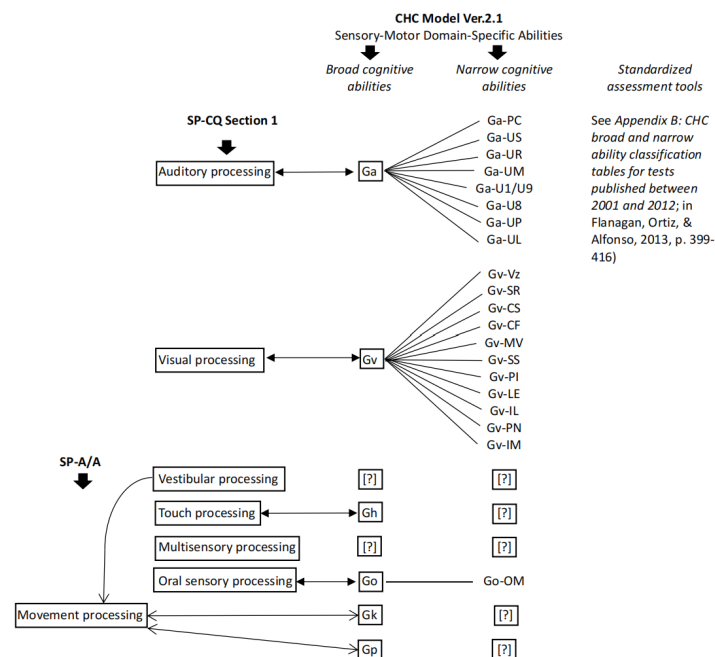 CHC Model Ver.2.1
Sensory-Motor Domain-Specific Abilities
Broad cognitive abilities
Narrow cognitive abilities
Standardized assessment tools
SP-CQ Section 1
Auditory processing
Ga
Ga-PC
Ga-US
Ga-UR
Ga-UM
Ga-U1/U9
Ga-U8
Ga-UP
Ga-UL
See Appendix B: CHC
broad and narrow
ability classification
tables for tests
published between
2001 and 2012; in
Flanagan, Ortiz, &
Alfonso, 2013, p. 399-
416)
Visual processing
Gv
Gv-Vz
Gv-SR
Gv-CS
Gv-CF
Gv-MV
Gv-SS
Gv-PI
Gv-LE
Gv-IL
Gv-PN
Gv-IM
SP-A/A
Vestibular processing
[?]
[?]
Touch processing
Gh
[?]
Multisensory processing
[?]
[?]
Oral sensory processing
Go
Go-OM
Movement processing
Gk
[?]
Gp
[?]